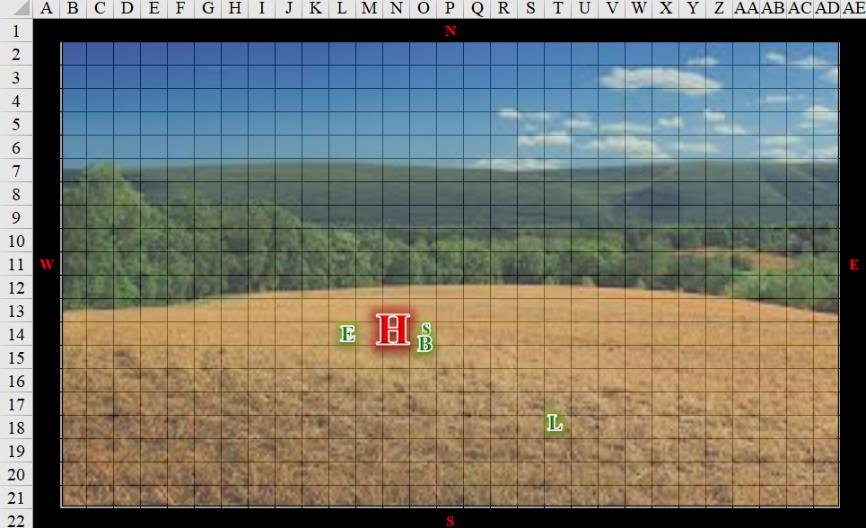 A B C D E F G H I J K L M N O P Q R S T U V W X Y Z AA AB AC AD AE
1 N
2
3
4
5
6
7
8
9
10
11 W E
12
13
14 E H S
B
15
16
17
18 L
19
20
21
22 S